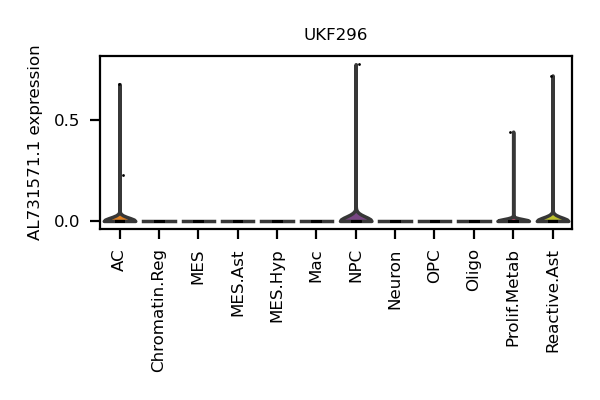 UKF296
AL731571.1 expression
0.5
0.0
AC
Chromatin.Reg
MES
MES.Ast
MES.Hyp
Mac
NPC
Neuron
OPC
Oligo
Prolif.Metab
Reactive.Ast